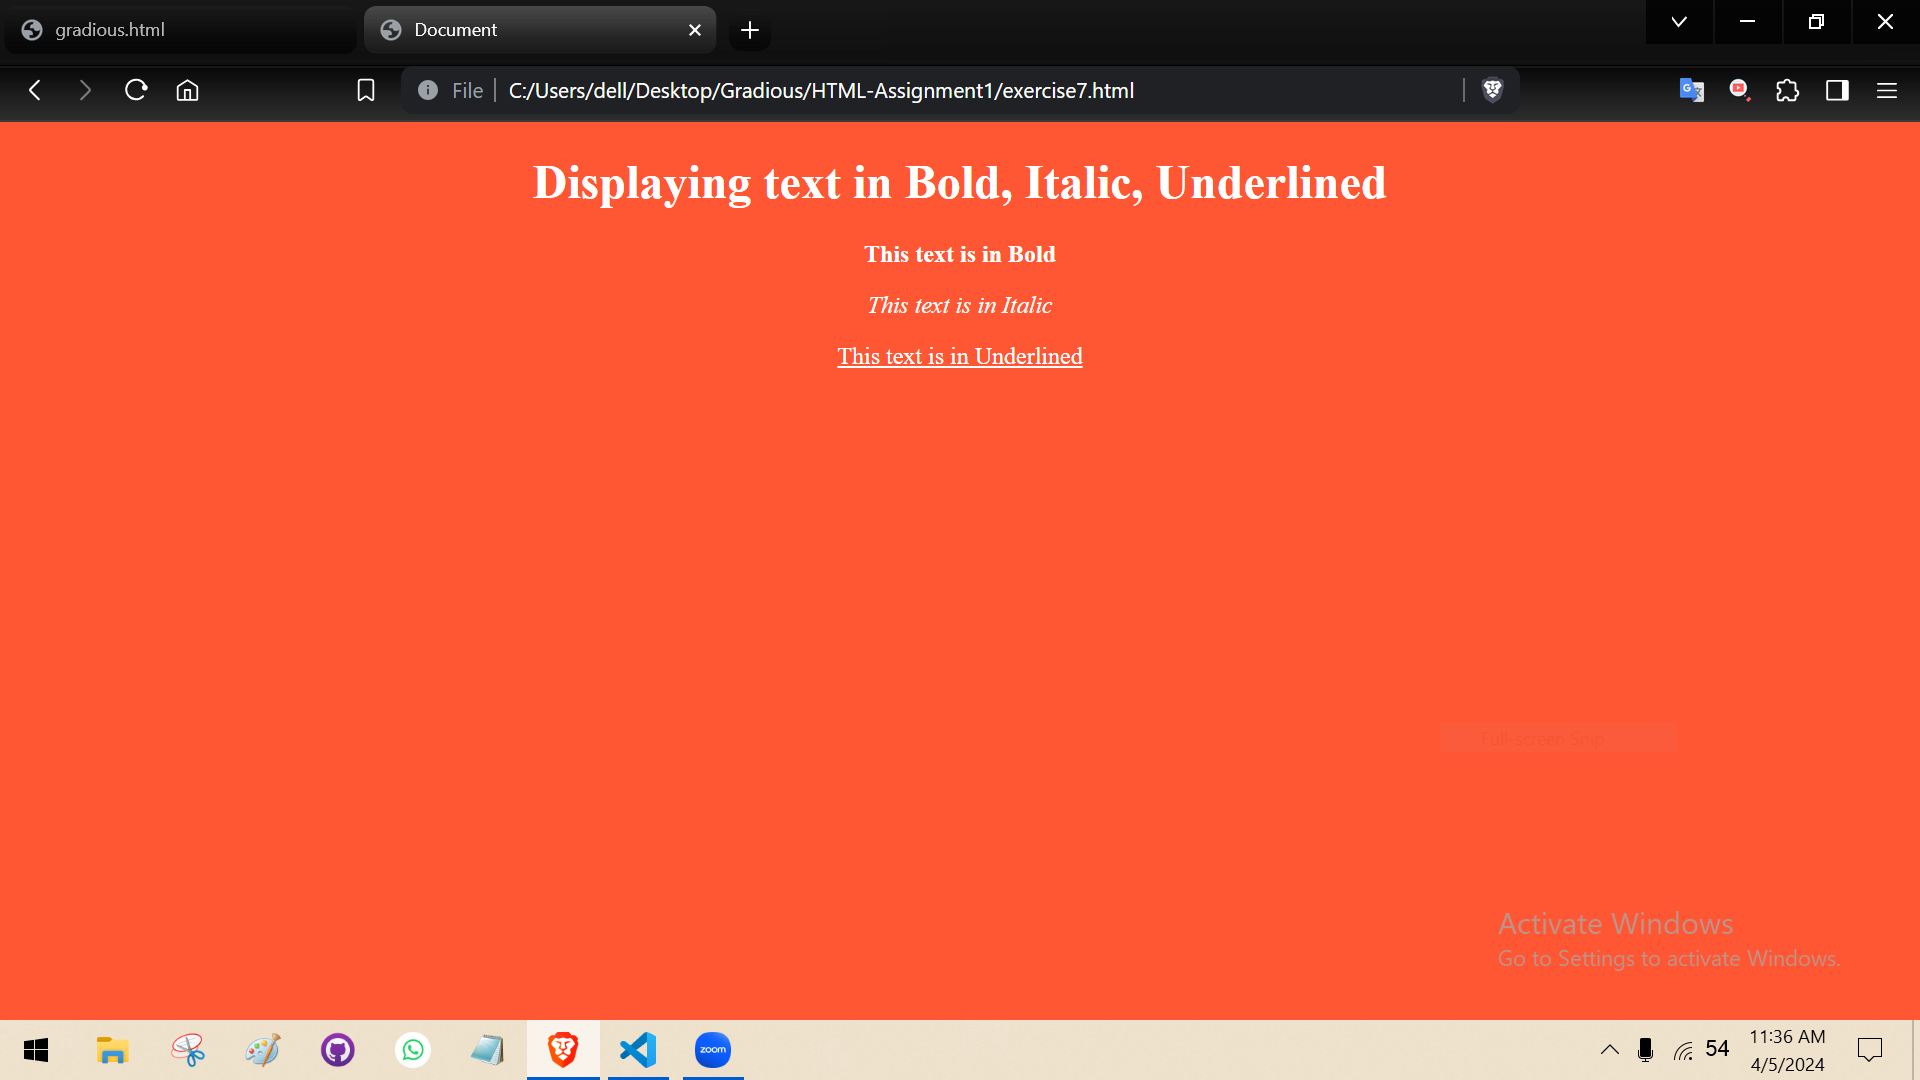 gradious.html
Document
File
C:/Users/dell/Desktop/Gradious/HTML-Assignment1/exercise7.html
Displaying text in Bold, Italic, Underlined
This text is in Bold
This text is in Italic
This text is in Underlined
Full-screen Snip
Activate Windows
Go to Settings to activate Windows.
zoom
54
11:36 AM
4/5/2024